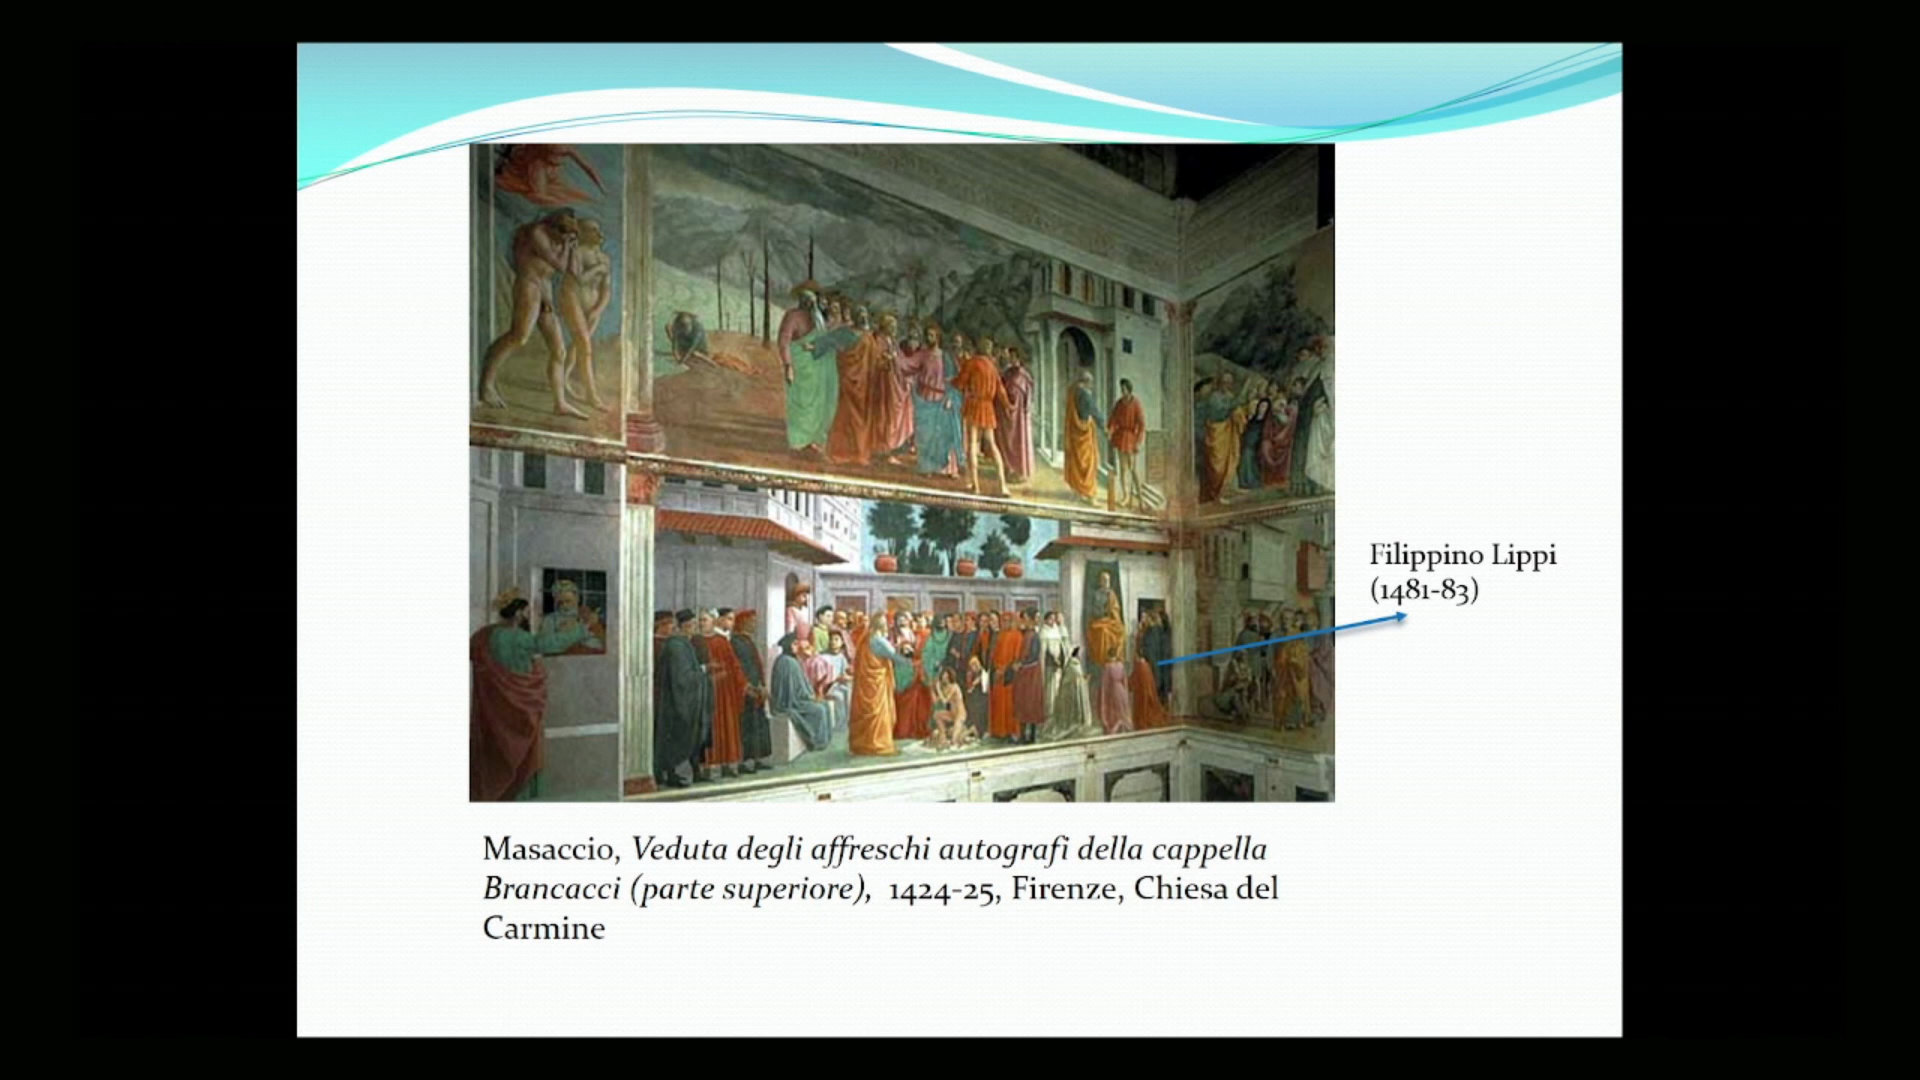 Filippino Lippi
(1481-83)
Masaccio, Veduta degli affreschi autografi della cappella
Brancacci (parte superiore), 1424-25, Firenze, Chiesa del
Carmine